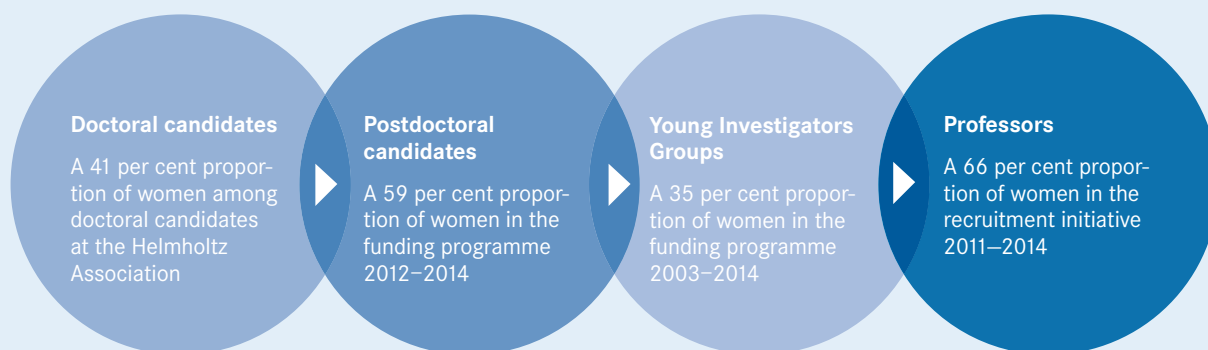 Doctoral candidates
A 41 per cent propor-
tion of women among
doctoral candidates
at the Helmholtz
Association
Postdoctoral
candidates
A 59 per cent propor-
tion of women in the
funding programme
2012–2014
Young Investigators
Groups
A 35 per cent propor-
tion of women in the
funding programme
2003–2014
Professors
A 66 per cent propor-
tion of women in the
recruitment initiative
2011—2014